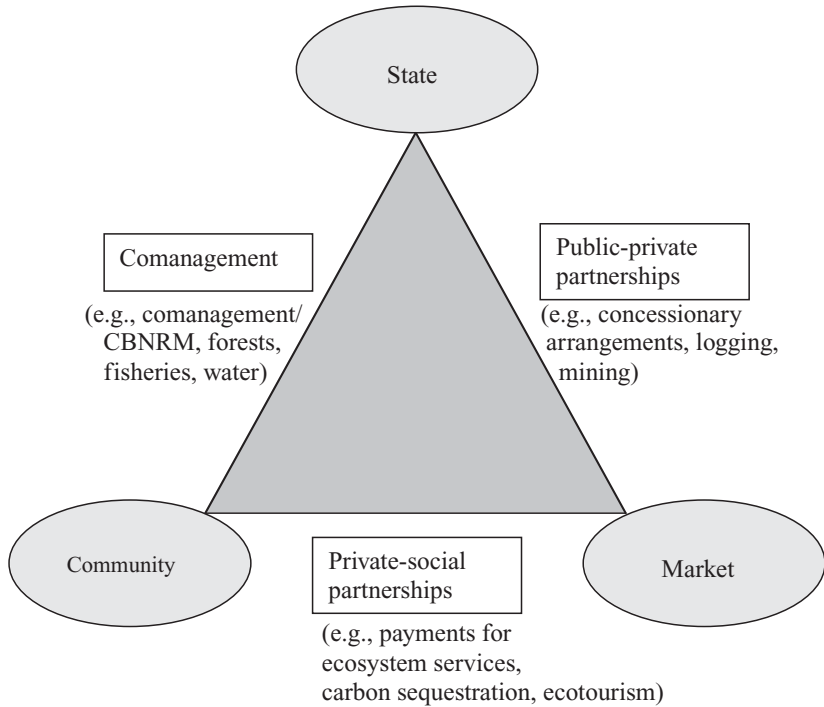 State
Comanagement
(e.g., comanagement/
CBNRM, forests,
fisheries, water)
Public-private
partnerships
(e.g., concessionary
arrangements, logging,
mining)
Community
Private-social
partnerships
(e.g., payments for
ecosystem services,
carbon sequestration, ecotourism)
Market